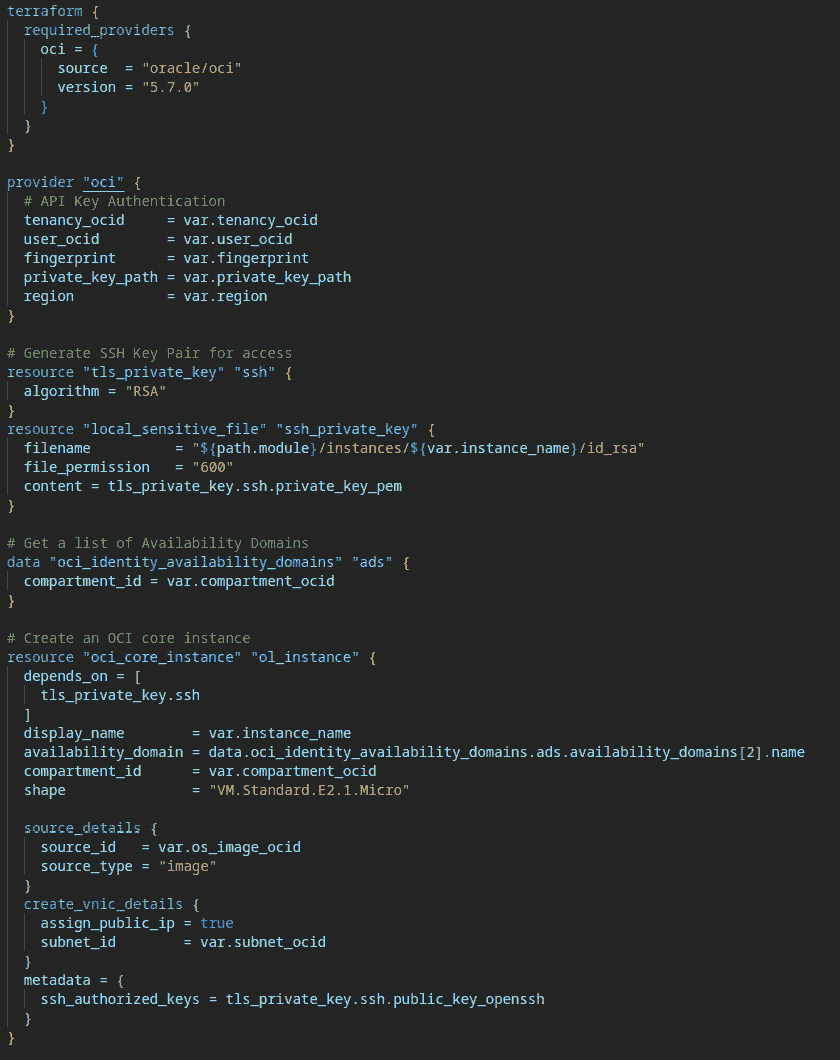 terraform {
  required_providers {
    oci = {
      source  = "oracle/oci"
      version = "5.7.0"
    }
  }
}

provider "oci" {
  # API Key Authentication
  tenancy_ocid     = var.tenancy_ocid
  user_ocid        = var.user_ocid
  fingerprint      = var.fingerprint
  private_key_path = var.private_key_path
  region           = var.region
}

# Generate SSH Key Pair for access
resource "tls_private_key" "ssh" {
  algorithm = "RSA"
}
resource "local_sensitive_file" "ssh_private_key" {
  filename          = "${path.module}/instances/${var.instance_name}/id_rsa"
  file_permission   = "600"
  content = tls_private_key.ssh.private_key_pem
}

# Get a list of Availability Domains
data "oci_identity_availability_domains" "ads" {
  compartment_id = var.compartment_ocid
}

# Create an OCI core instance
resource "oci_core_instance" "ol_instance" {
  depends_on = [
    tls_private_key.ssh
  ]
  display_name        = var.instance_name
  availability_domain = data.oci_identity_availability_domains.ads.availability_domains[2].name
  compartment_id      = var.compartment_ocid
  shape               = "VM.Standard.E2.1.Micro"

  source_details {
    source_id   = var.os_image_ocid
    source_type = "image"
  }
  create_vnic_details {
    assign_public_ip = true
    subnet_id        = var.subnet_ocid
  }
  metadata = {
    ssh_authorized_keys = tls_private_key.ssh.public_key_openssh
  }
}